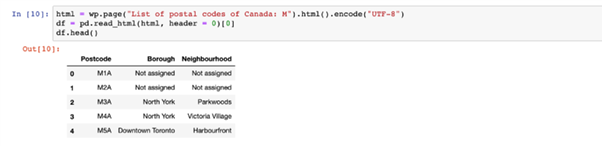 In [10]: html = wp.page("List of postal codes of Canada: M").html().encode("UTF-8")
df = pd.read_html(html, header = 0)[0]
df.head()
Out[10]:
Postcode Borough Neighbourhood
0 M1A Not assigned Not assigned
1 M2A Not assigned Not assigned
2 M3A North York Parkwoods
3 M4A North York Victoria Village
4 M5A Downtown Toronto Harbourfront